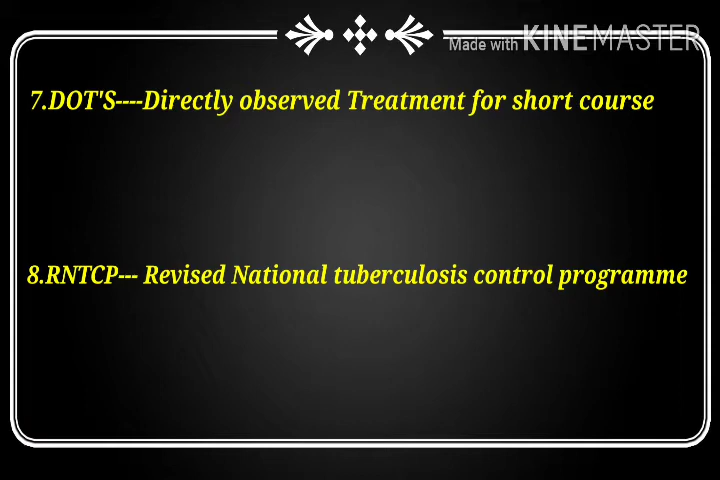 Made with KINEMASTER
7.DOT'S----Directly observed Treatment for short course
8.RNTCP--- Revised National tuberculosis control programme